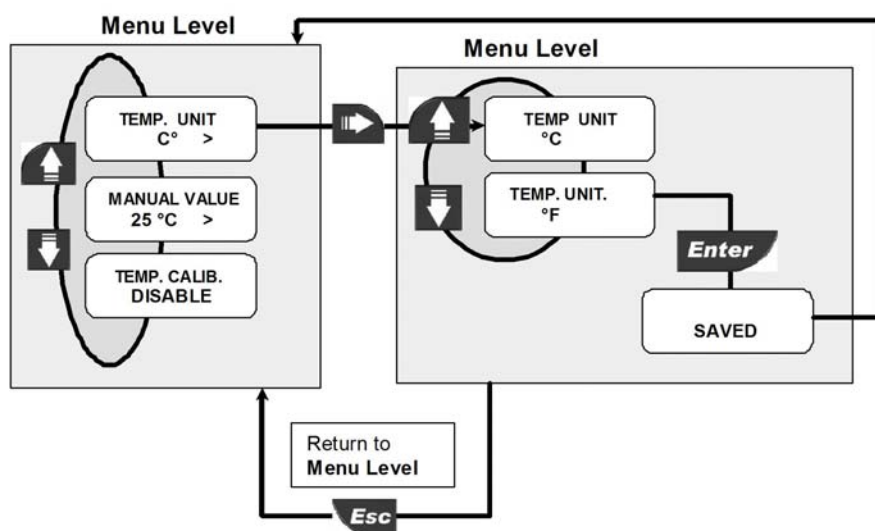 Menu Level
TEMP. UNIT
C° >
MANUAL VALUE
25 °C >
TEMP. CALIB.
DISABLE
Menu Level
TEMP UNIT
°C
TEMP. UNIT.
°F
Enter
SAVED
Return to
Menu Level
Esc